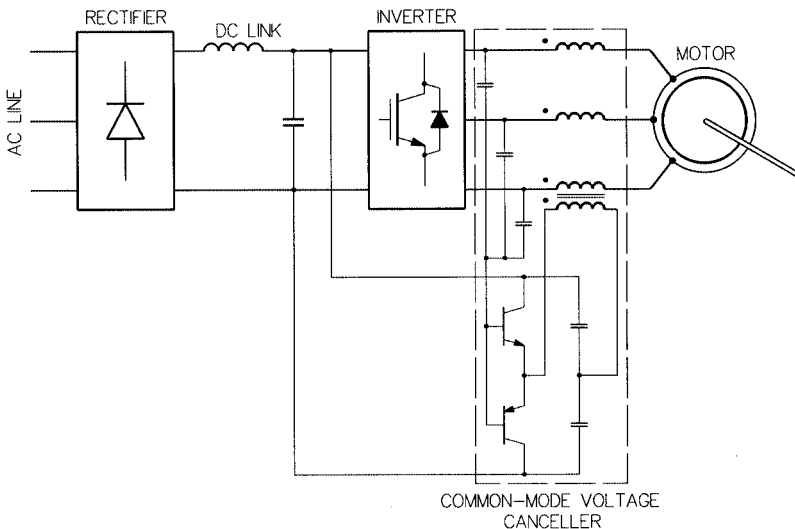 RECTIFIER
DC LINK
INVERTER
MOTOR
AC LINE
COMMON-MODE VOLTAGE
CANCELLER